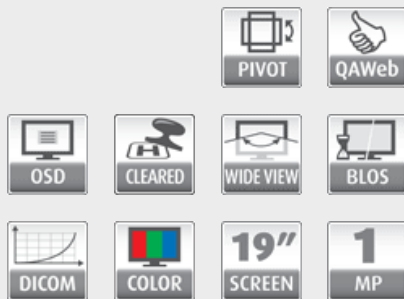 PIVOT
QAWeb
OSD
CLEARED
WIDE VIEW
BLOS
DICOM
COLOR
19"
SCREEN
1
MP